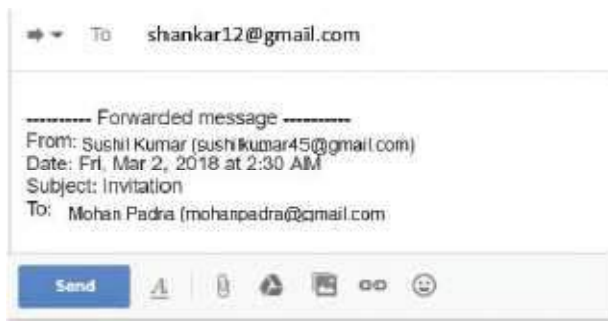 To shankar12@gmail.com
---------- Forwarded message ----------
From: Sushil Kumar (sushilkumar45@gmail.com)
Date: Fri, Mar 2, 2018 at 2:30 AM
Subject: Invitation
To: Mohan Padra (mohanpadra@gmail.com
Send A